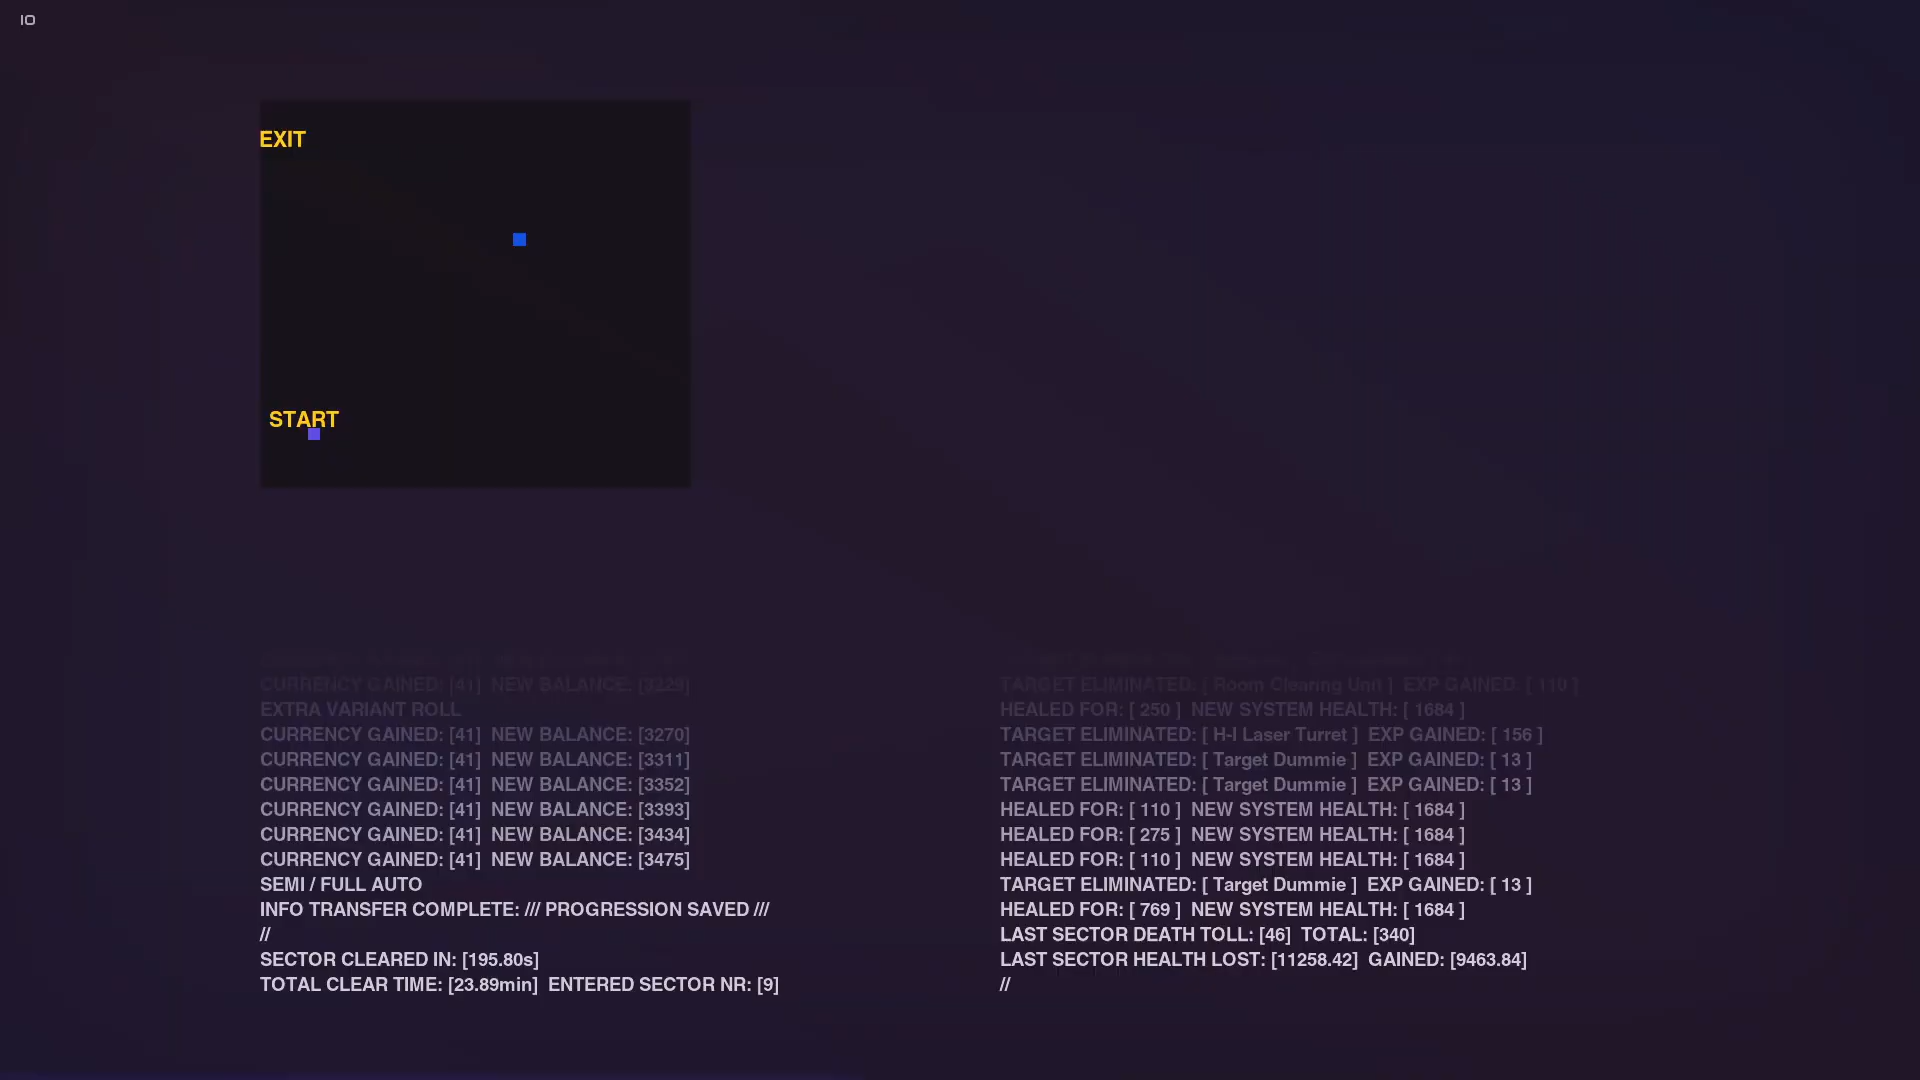 IO
EXIT
START
CURRENCY GAINED: [41] NEW BALANCE: [3229]
EXTRA VARIANT ROLL
CURRENCY GAINED: [41] NEW BALANCE: [3270]
CURRENCY GAINED: [41] NEW BALANCE: [3311]
CURRENCY GAINED: [41] NEW BALANCE: [3352]
CURRENCY GAINED: [41] NEW BALANCE: [3393]
CURRENCY GAINED: [41] NEW BALANCE: [3434]
CURRENCY GAINED: [41] NEW BALANCE: [3475]
SEMI / FULL AUTO
INFO TRANSFER COMPLETE: /// PROGRESSION SAVED ///
//
SECTOR CLEARED IN: [195.80s]
TOTAL CLEAR TIME: [23.89min] ENTERED SECTOR NR: [9]
TARGET ELIMINATED: [ Room Clearing Unit ] EXP GAINED: [ 110 ]
HEALED FOR: [ 250 ] NEW SYSTEM HEALTH: [ 1684 ]
TARGET ELIMINATED: [ H-I Laser Turret ] EXP GAINED: [ 156 ]
TARGET ELIMINATED: [ Target Dummie ] EXP GAINED: [ 13 ]
TARGET ELIMINATED: [ Target Dummie ] EXP GAINED: [ 13 ]
HEALED FOR: [ 110 ] NEW SYSTEM HEALTH: [ 1684 ]
HEALED FOR: [ 275 ] NEW SYSTEM HEALTH: [ 1684 ]
HEALED FOR: [ 110 ] NEW SYSTEM HEALTH: [ 1684 ]
TARGET ELIMINATED: [ Target Dummie ] EXP GAINED: [ 13 ]
HEALED FOR: [ 769 ] NEW SYSTEM HEALTH: [ 1684 ]
LAST SECTOR DEATH TOLL: [46] TOTAL: [340]
LAST SECTOR HEALTH LOST: [11258.42] GAINED: [9463.84]
//